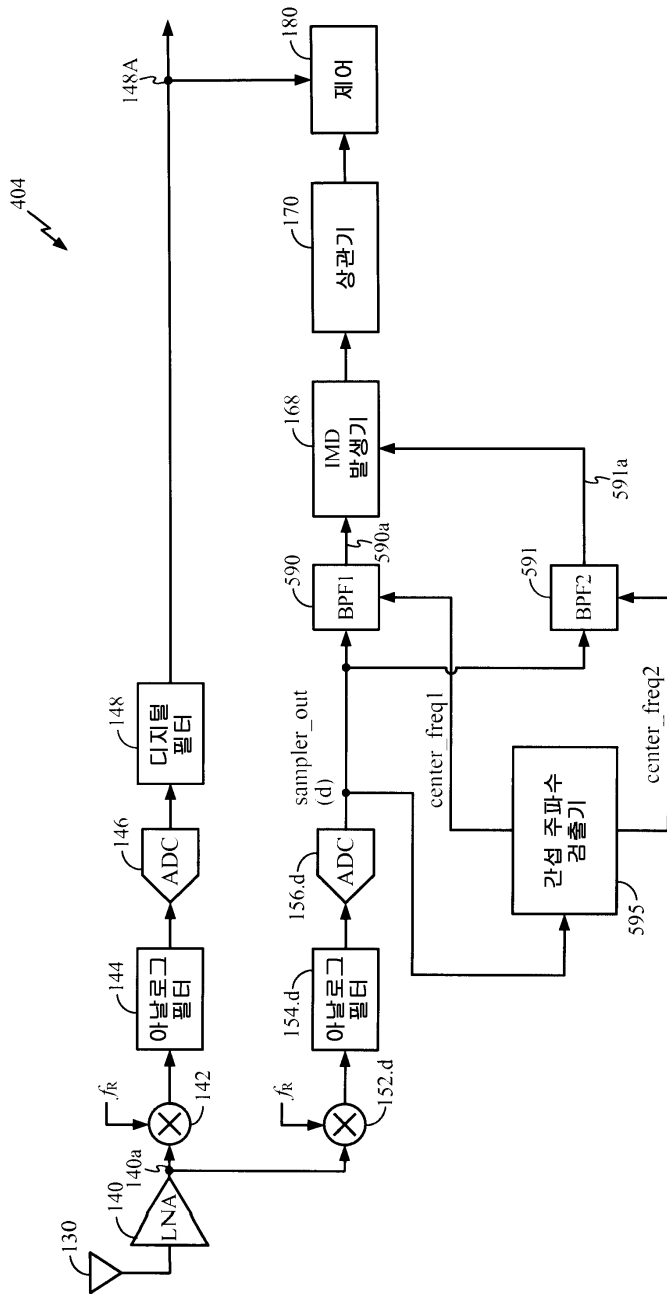 404
130
140
LNA
140a
fR
142
144
아날로그
필터
146
ADC
148
디지털
필터
148A
fR
152.d
154.d
아날로그
필터
156.d
ADC
sampler_out
(d)
590
BPF1
590a
168
IMD
발생기
170
상관기
180
제어
center_freq1
591
BPF2
591a
간섭 주파수
검출기
595
center_freq2